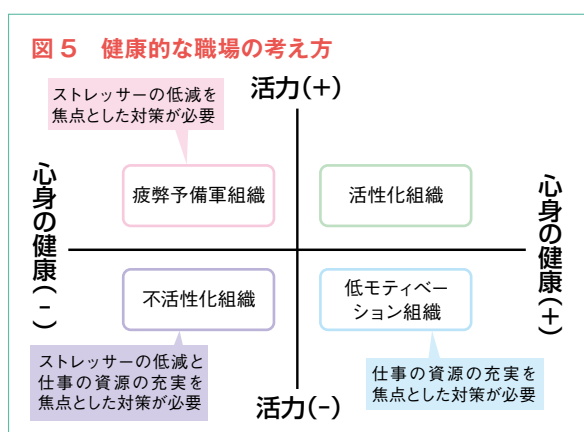 図5 健康的な職場の考え方
ストレッサーの低減を
焦点とした対策が必要
活力(+)
疲弊予備軍組織
活性化組織
心身の健康(-)
心身の健康(+)
不活性化組織
低モティベー
ション組織
ストレッサーの低減と
仕事の資源の充実を
焦点とした対策が必要
仕事の資源の充実を
焦点とした対策が必要
活力(-)